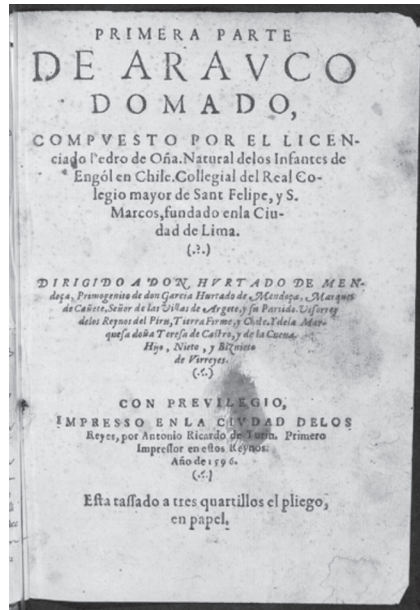 PRIMERA PARTE
DE ARAVCO
DOMADO,
COMPVESTO POR EL LICEN-
ciado Pedro de Oña. Natural delos Infantes de
Engól en Chile. Collegial del Real Co-
legio mayor de Sant Felipe, y S.
Marcos, fundado enla Ciu-
dad de Lima.
(.?.)
DIRIGIDO A DON HVRTADO DE MEN-
doça, Primogenito de don Garcia Hurtado de Mendoça, Marques
de Cañete, Señor de las Villas de Argete, y su Partido. Visorrey
delos Reynos del Piru, Tierra Firme, y Chile. Y dela Mar-
quesa doña Teresa de Castro, y de la Cueua.
Hijo, Nieto, y Biznieto
de Virreyes.
(.?.)
CON PREVILEGIO,
IMPRESSO EN LA CIVDAD DELOS
Reyes, por Antonio Ricardo de Turin. Primero
Impressor en estos Reynos.
Año de 1596.
(.?.)
Esta tassado a tres quartillos el pliego,
en papel.